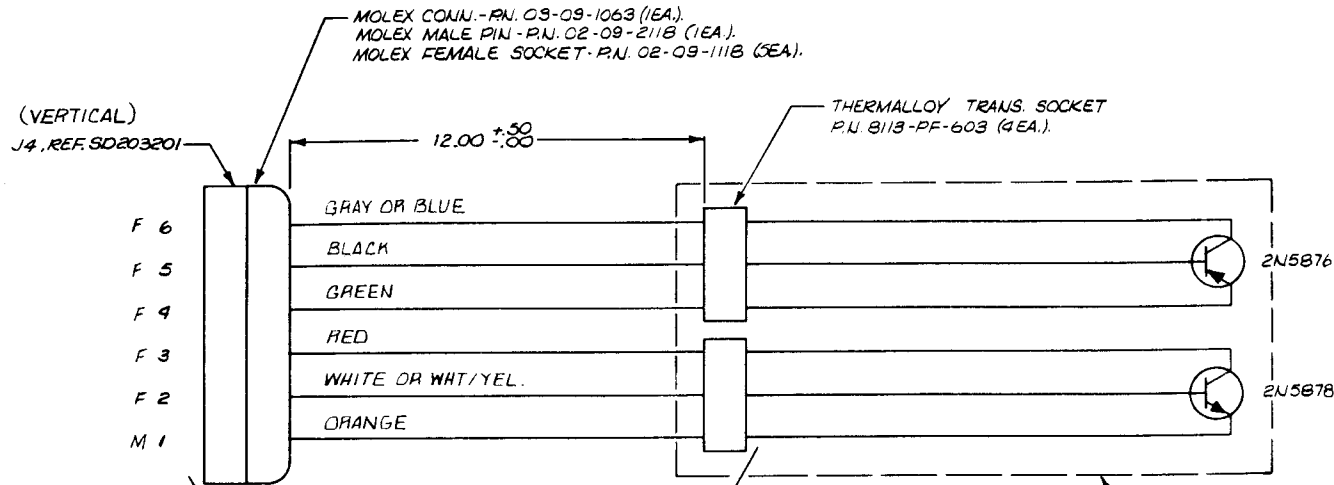 MOLEX CONN.-P.N. 03-09-1063 (1EA.).
MOLEX MALE PIN - P.N. 02-09-2118 (1EA.).
MOLEX FEMALE SOCKET - P.N. 02-09-1118 (5EA.).
(VERTICAL)
J4, REF. SD203201
12.00 +.50 -.00
THERMALLOY TRANS. SOCKET
P.N. 8113-PF-603 (4EA.).
F 6 GRAY OR BLUE
F 5 BLACK
2N5876
F 4 GREEN
F 3 RED
F 2 WHITE OR WHT/YEL.
2N5878
M 1 ORANGE